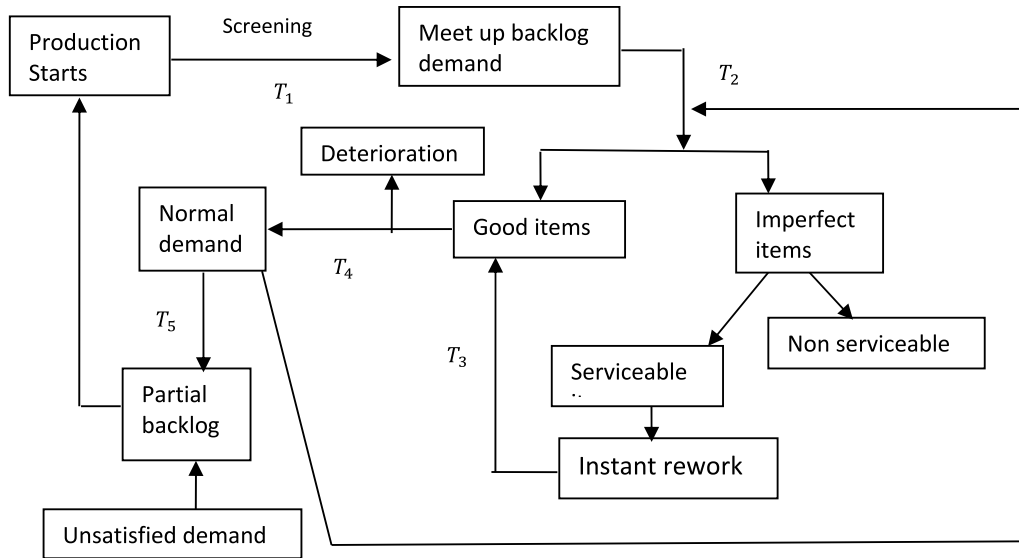 Screening
Production
Starts
Meet up backlog
demand
T₁
T₂
Deterioration
Normal
demand
Good items
Imperfect
items
T₄
T₅
T₃
Non serviceable
Serviceable
Partial
backlog
Instant rework
Unsatisfied demand